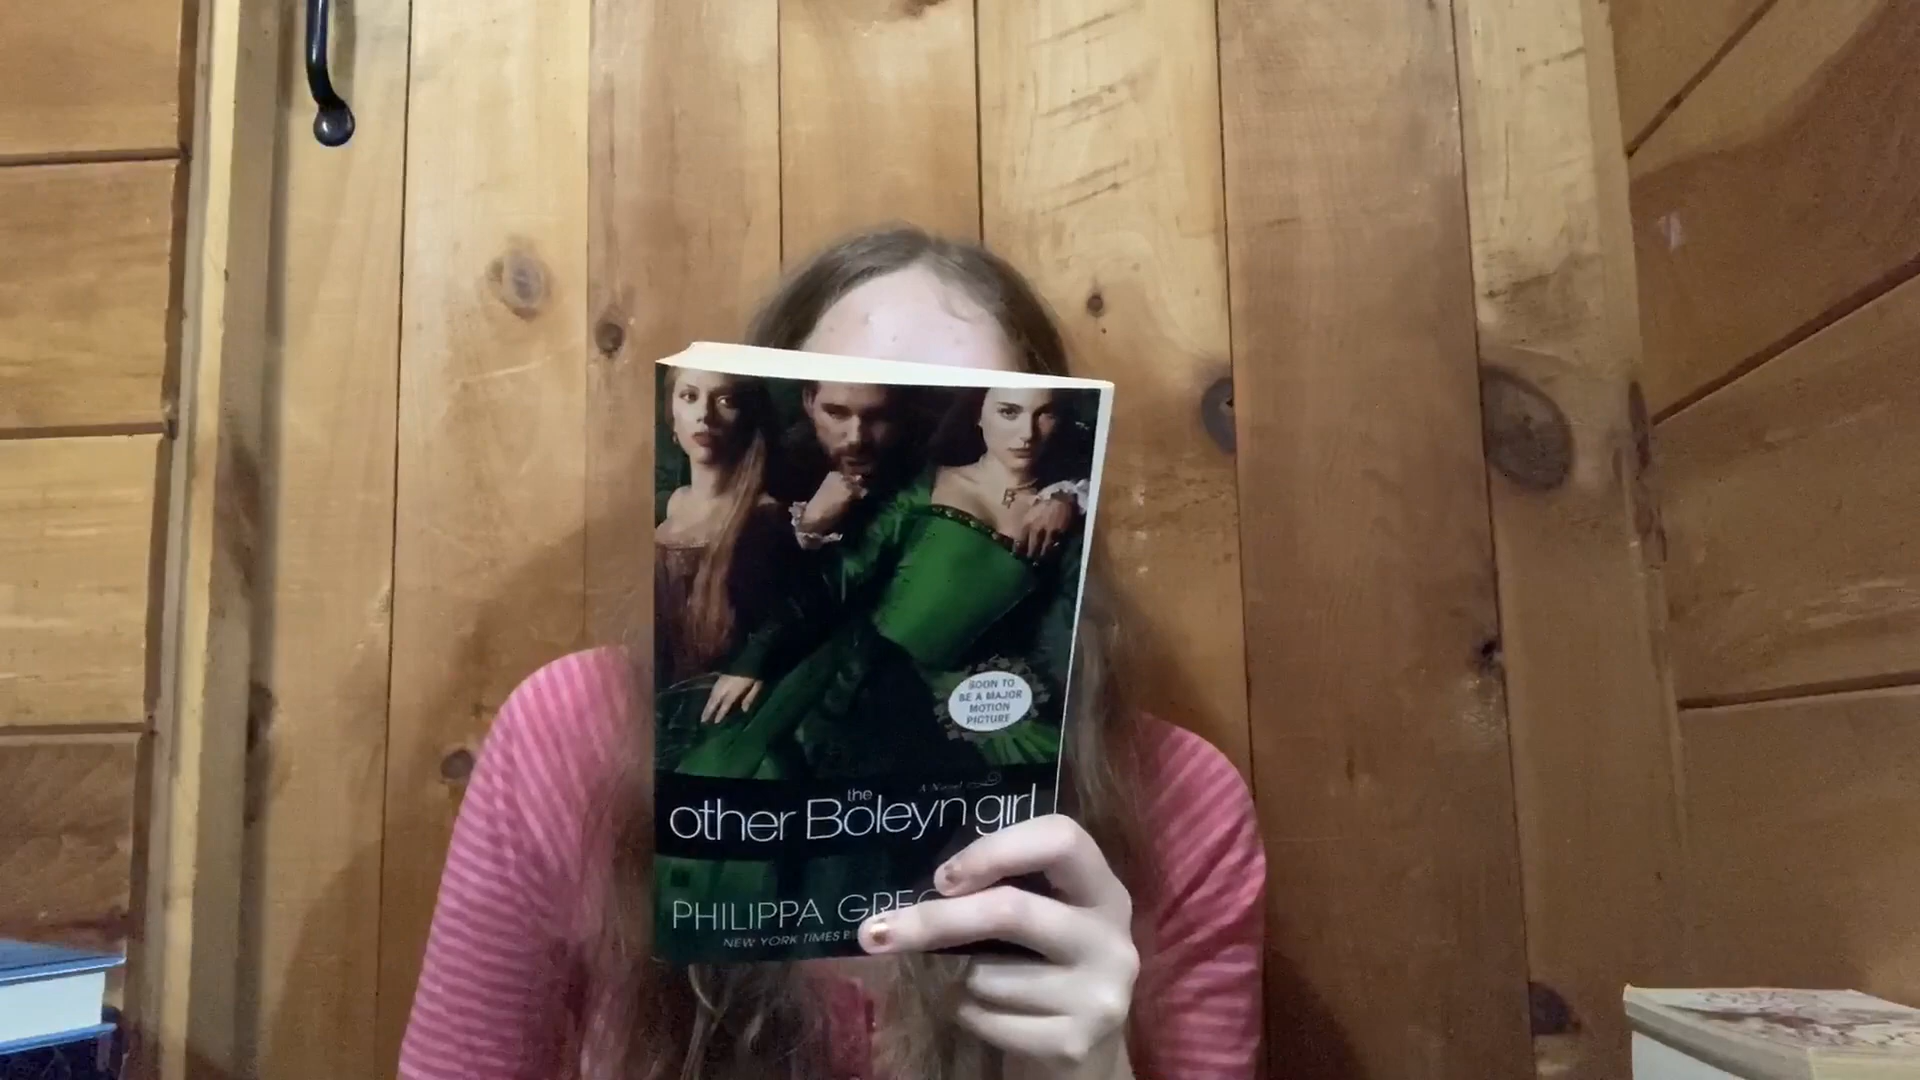 SOON TO
BE A MAJOR
MOTION
PICTURE
A Novel
the
other Boleyn girl
PHILIPPA GREG
NEW YORK TIMES B